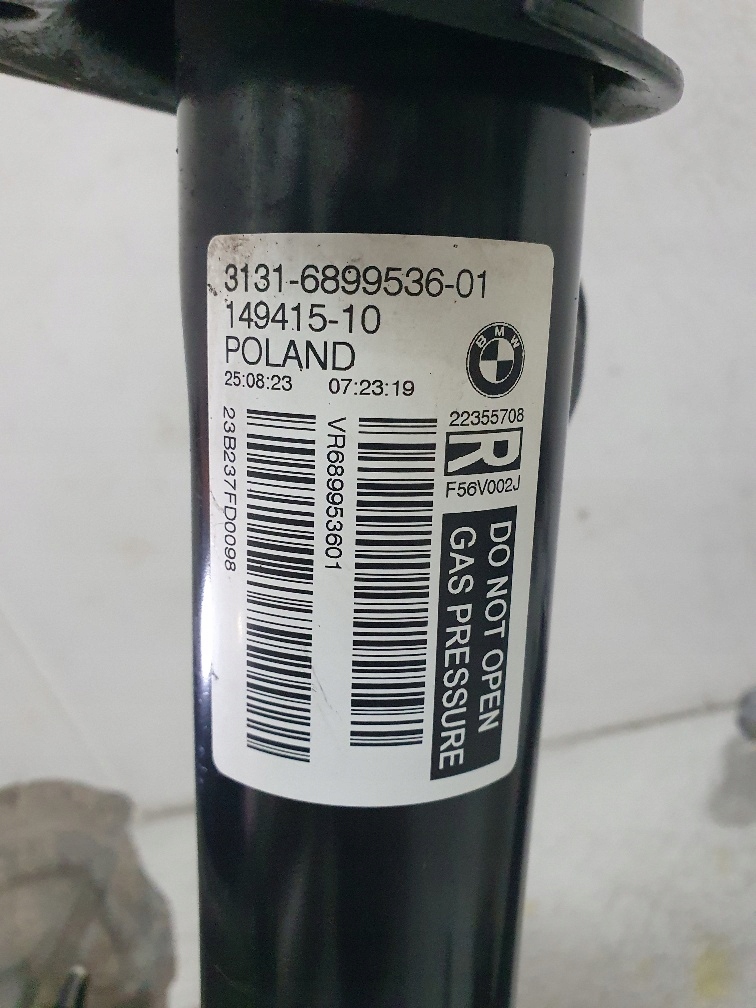 3131-6899536-01
149415-10
POLAND
25:08:23 07:23:19
BMW
22355708
R
F56V002J
23B237FD0098
VR689953601
DO NOT OPEN
GAS PRESSURE